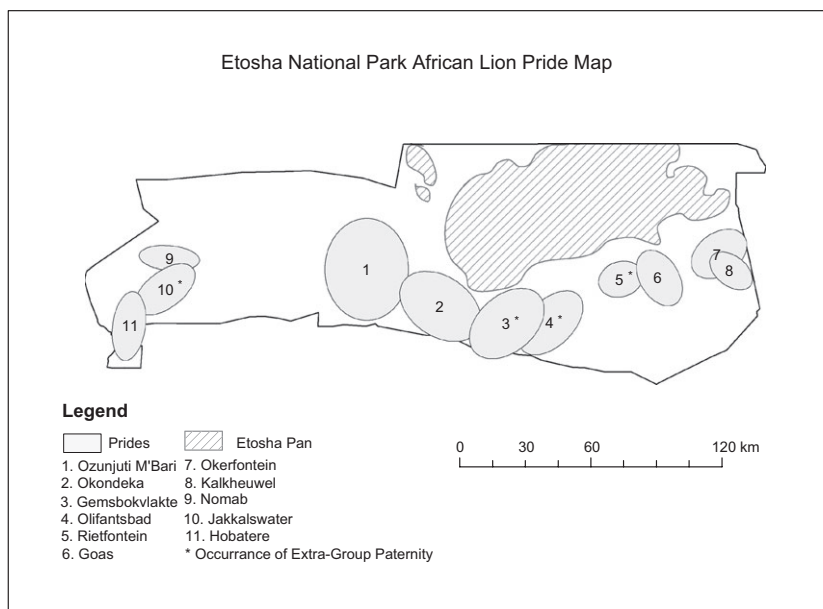 Etosha National Park African Lion Pride Map
1
2
3 *
4 *
5 *
6
7
8
9
10 *
11
Legend
Prides
Etosha Pan
1. Ozunjuti M'Bari
2. Okondeka
3. Gemsbokvlakte
4. Olifantsbad
5. Rietfontein
6. Goas
7. Okerfontein
8. Kalkheuwel
9. Nomab
10. Jakkalswater
11. Hobatere
* Occurrance of Extra-Group Paternity
0 30 60 120 km